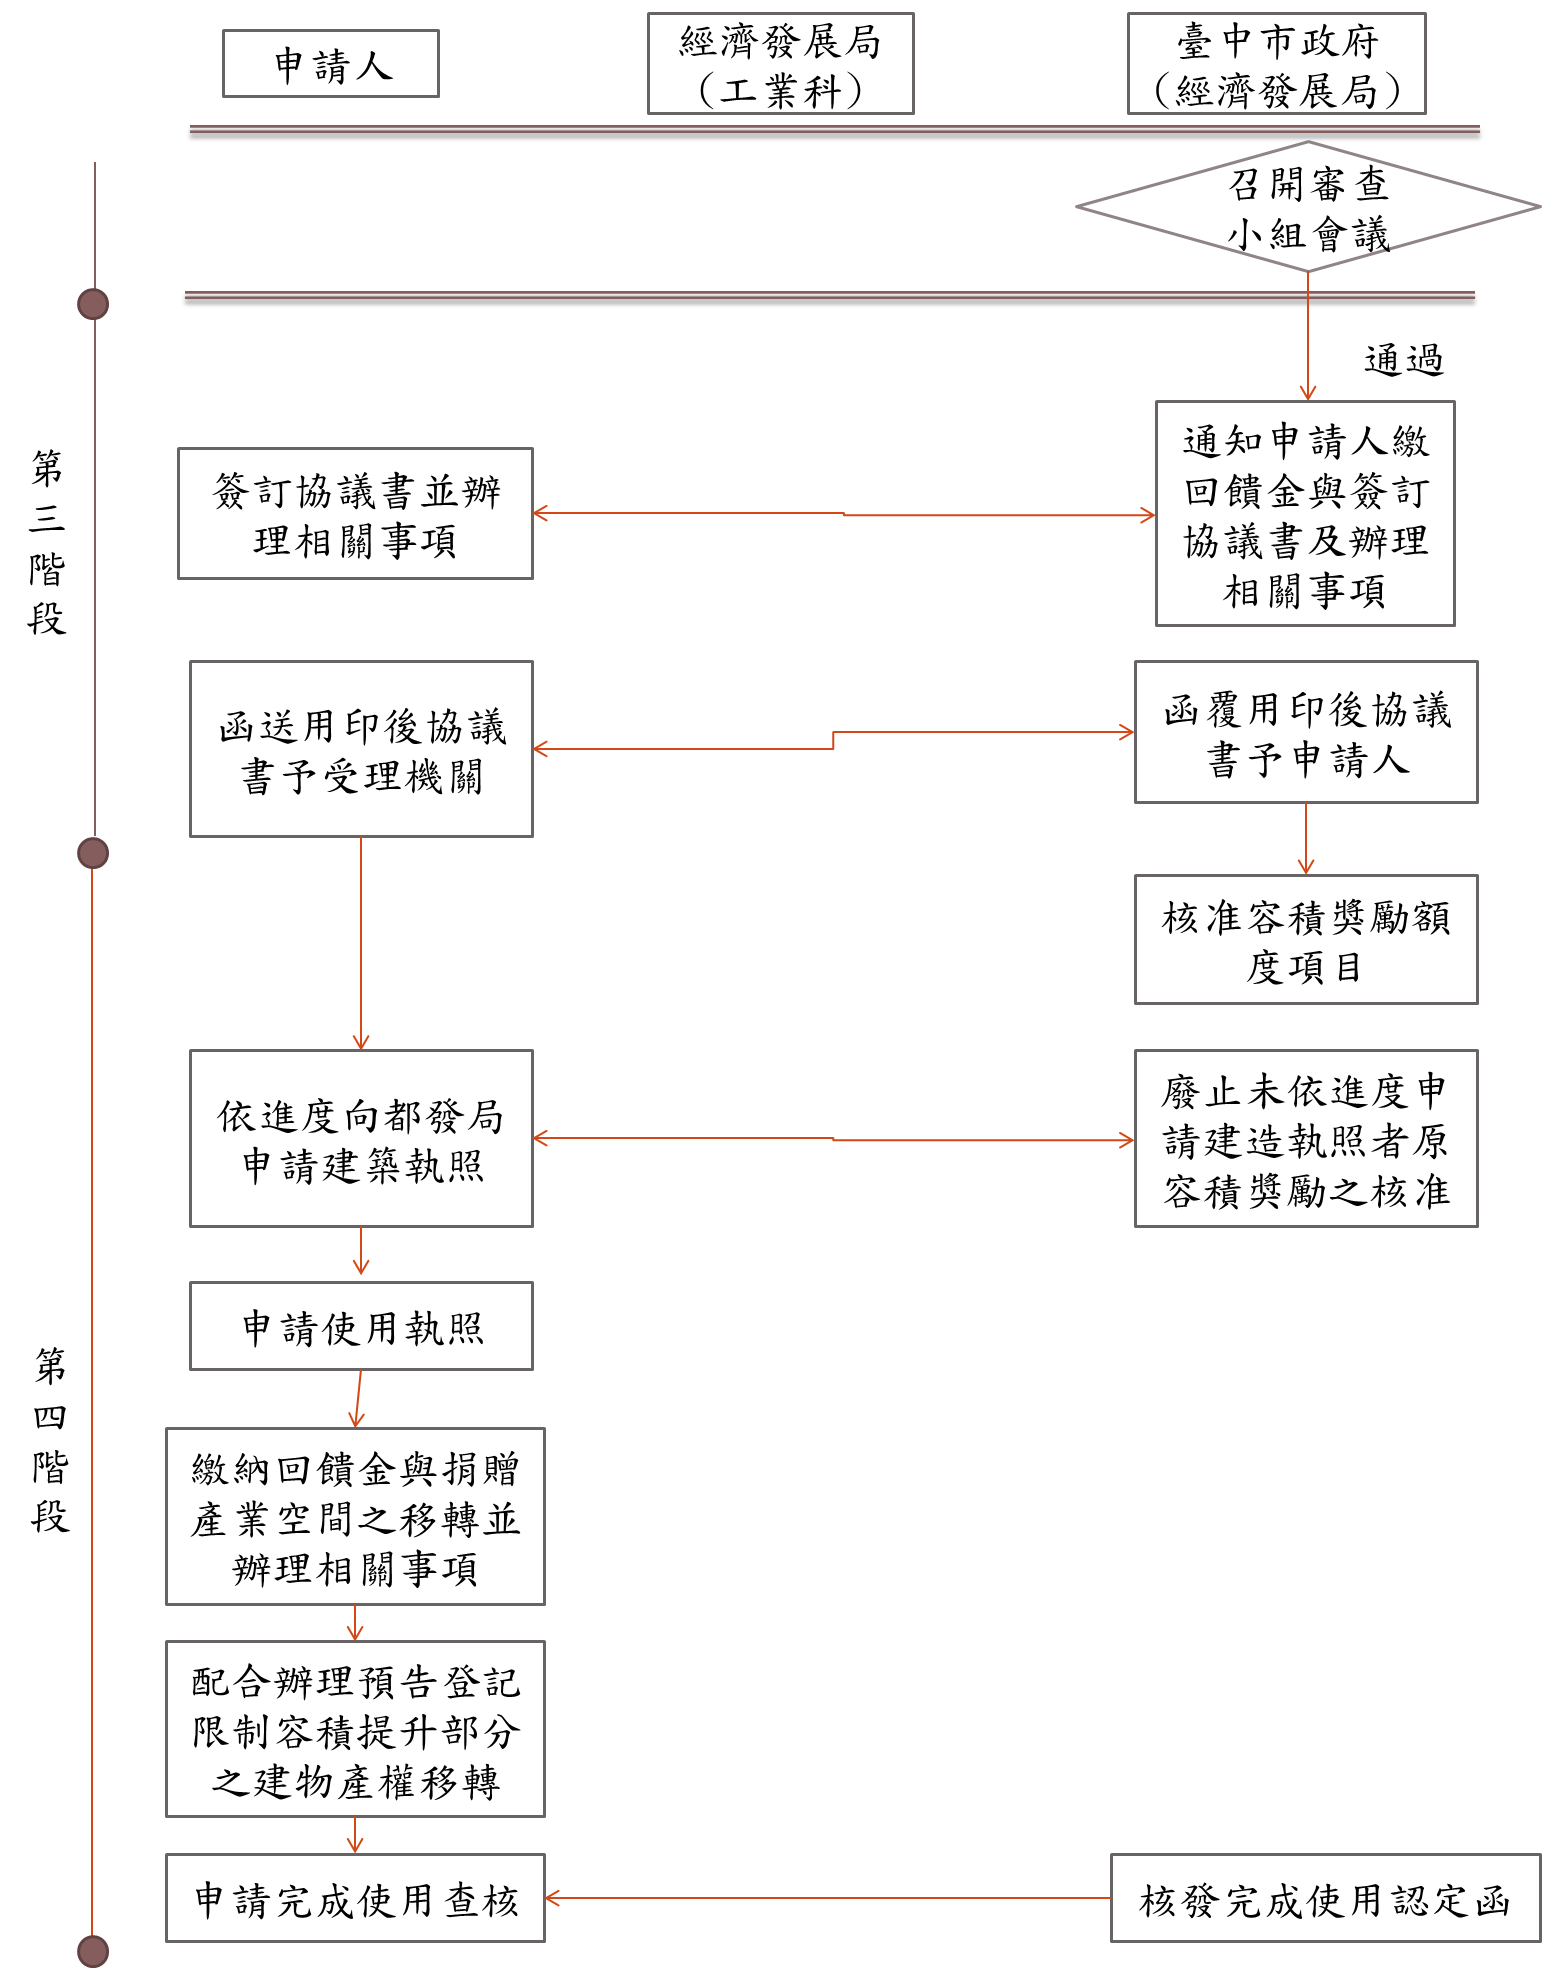 申請人
經濟發展局
（工業科）
臺中市政府
（經濟發展局）
召開審查
小組會議
通過
第
三
階
段
簽訂協議書並辦
理相關事項
通知申請人繳
回饋金與簽訂
協議書及辦理
相關事項
函送用印後協議
書予受理機關
函覆用印後協議
書予申請人
核准容積獎勵額
度項目
依進度向都發局
申請建築執照
廢止未依進度申
請建造執照者原
容積獎勵之核准
第
四
階
段
申請使用執照
繳納回饋金與捐贈
產業空間之移轉並
辦理相關事項
配合辦理預告登記
限制容積提升部分
之建物產權移轉
申請完成使用查核
核發完成使用認定函